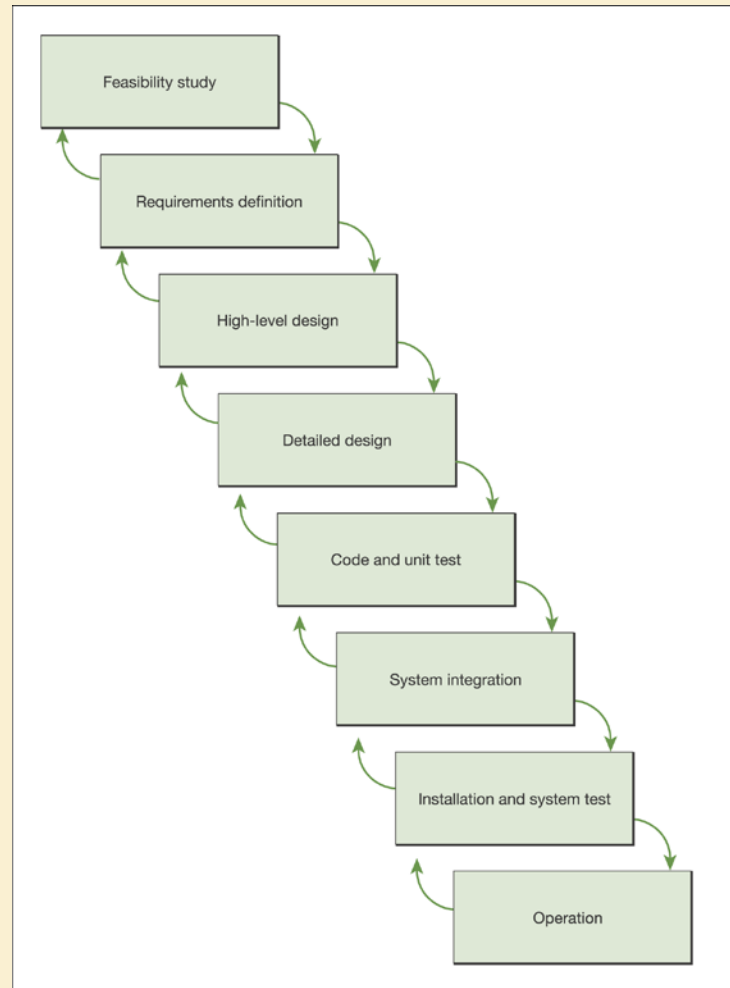 Feasibility study
Requirements definition
High-level design
Detailed design
Code and unit test
System integration
Installation and system test
Operation